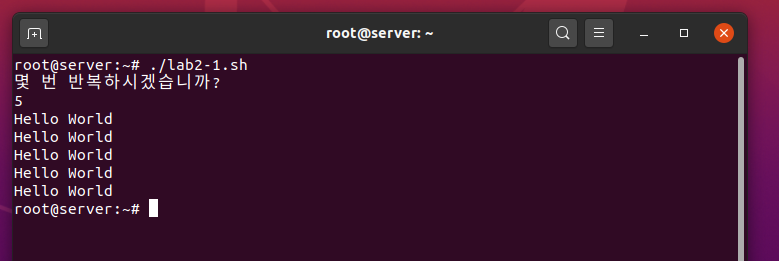 root@server: ~
root@server:~# ./lab2-1.sh
몇 번 반복하시겠습니까?
5
Hello World
Hello World
Hello World
Hello World
Hello World
root@server:~#